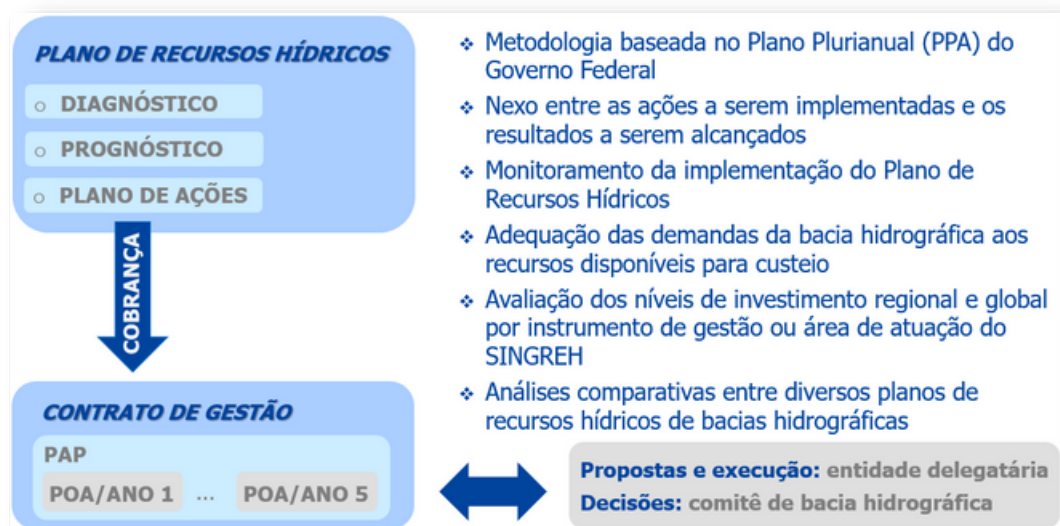 PLANO DE RECURSOS HÍDRICOS
o DIAGNÓSTICO
o PROGNÓSTICO
o PLANO DE AÇÕES
COBRANÇA
CONTRATO DE GESTÃO
PAP
POA/ANO 1 ... POA/ANO 5
❖ Metodologia baseada no Plano Plurianual (PPA) do
Governo Federal
❖ Nexo entre as ações a serem implementadas e os
resultados a serem alcançados
❖ Monitoramento da implementação do Plano de
Recursos Hídricos
❖ Adequação das demandas da bacia hidrográfica aos
recursos disponíveis para custeio
❖ Avaliação dos níveis de investimento regional e global
por instrumento de gestão ou área de atuação do
SINGREH
❖ Análises comparativas entre diversos planos de
recursos hídricos de bacias hidrográficas
Propostas e execução: entidade delegatária
Decisões: comitê de bacia hidrográfica